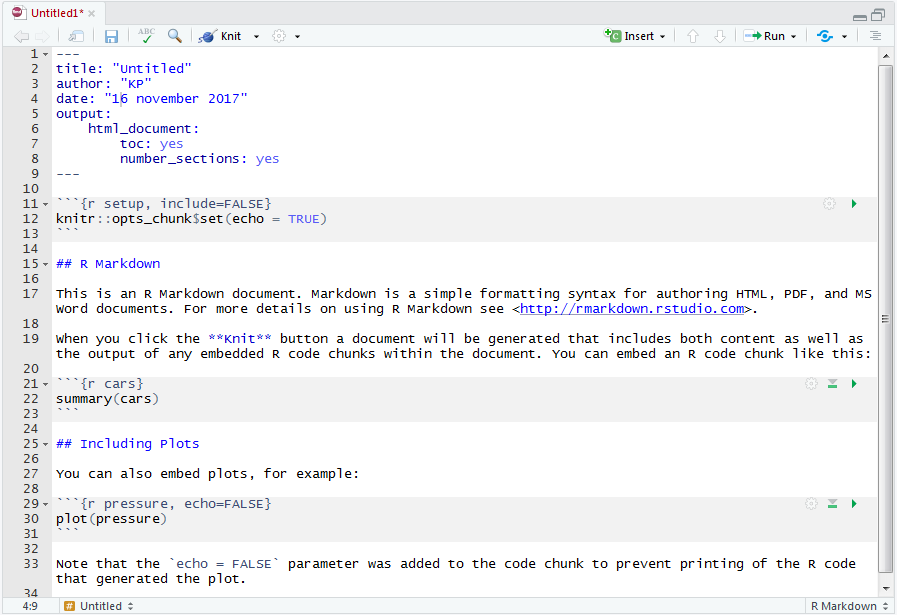 Untitled1*
ABC Knit Insert Run
1 ---
2 title: "Untitled"
3 author: "KP"
4 date: "16 november 2017"
5 output:
6     html_document:
7         toc: yes
8         number_sections: yes
9 ---
10
11 ```{r setup, include=FALSE}
12 knitr::opts_chunk$set(echo = TRUE)
13 ```
14
15 ## R Markdown
16
17 This is an R Markdown document. Markdown is a simple formatting syntax for authoring HTML, PDF, and MS
Word documents. For more details on using R Markdown see <http://rmarkdown.rstudio.com>.
18
19 When you click the **Knit** button a document will be generated that includes both content as well as
the output of any embedded R code chunks within the document. You can embed an R code chunk like this:
20
21 ```{r cars}
22 summary(cars)
23 ```
24
25 ## Including Plots
26
27 You can also embed plots, for example:
28
29 ```{r pressure, echo=FALSE}
30 plot(pressure)
31 ```
32
33 Note that the `echo = FALSE` parameter was added to the code chunk to prevent printing of the R code
that generated the plot.
34
4:9 # Untitled R Markdown